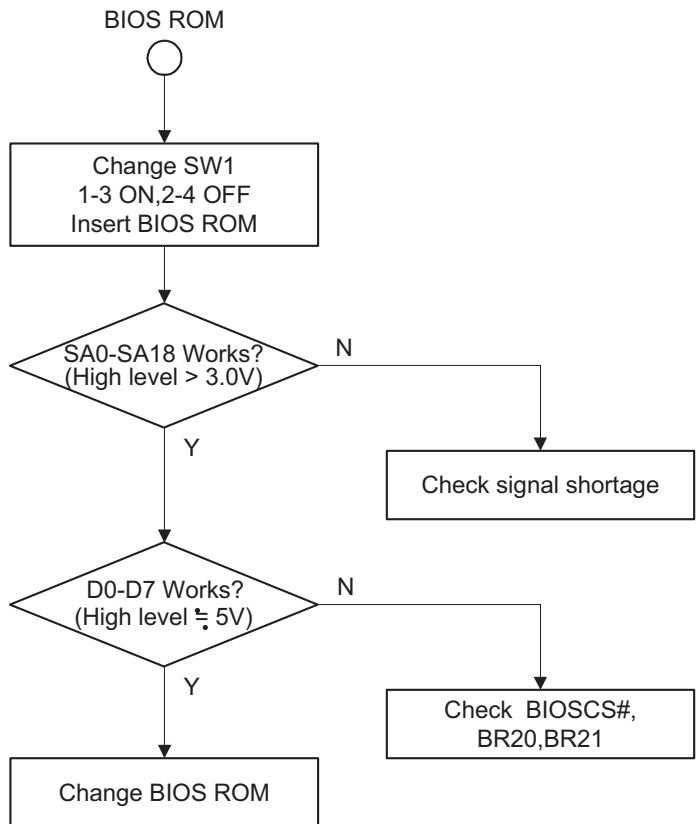 BIOS ROM
Change SW1
1-3 ON,2-4 OFF
Insert BIOS ROM
SA0-SA18 Works?
(High level > 3.0V)
N
Y
Check signal shortage
D0-D7 Works?
(High level ≒ 5V)
N
Y
Check BIOSCS#,
BR20,BR21
Change BIOS ROM